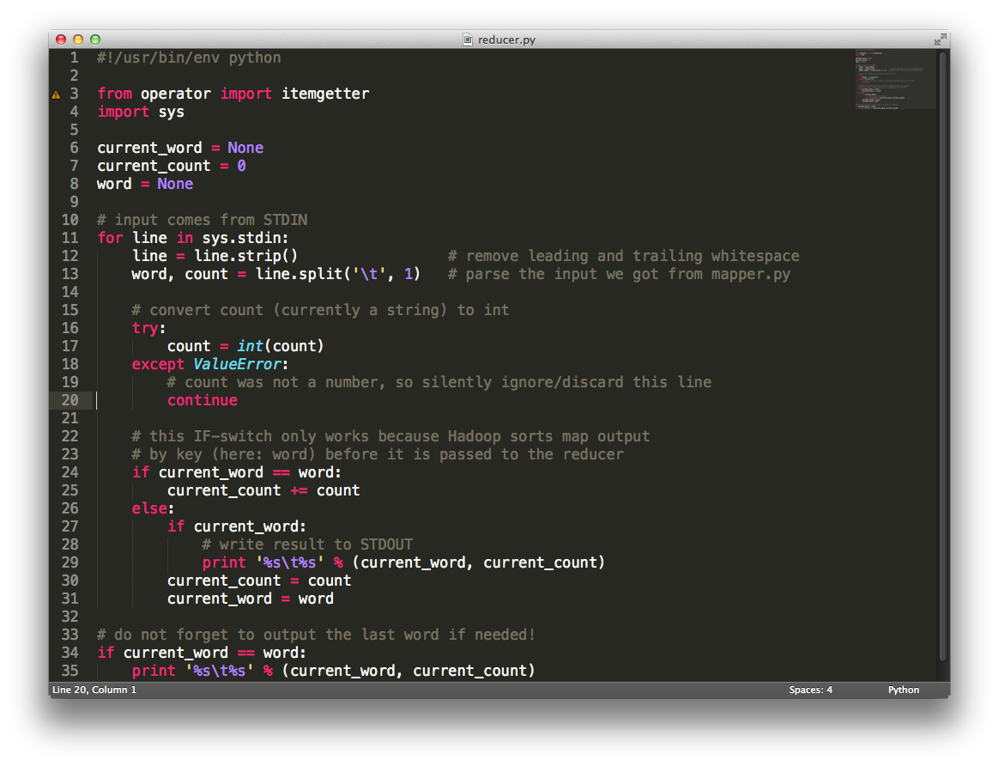 reducer.py
1 #!/usr/bin/env python
2
3 from operator import itemgetter
4 import sys
5
6 current_word = None
7 current_count = 0
8 word = None
9
10 # input comes from STDIN
11 for line in sys.stdin:
12     line = line.strip()                 # remove leading and trailing whitespace
13     word, count = line.split('\t', 1)   # parse the input we got from mapper.py
14
15     # convert count (currently a string) to int
16     try:
17         count = int(count)
18     except ValueError:
19         # count was not a number, so silently ignore/discard this line
20         continue
21
22     # this IF-switch only works because Hadoop sorts map output
23     # by key (here: word) before it is passed to the reducer
24     if current_word == word:
25         current_count += count
26     else:
27         if current_word:
28             # write result to STDOUT
29             print '%s\t%s' % (current_word, current_count)
30         current_count = count
31         current_word = word
32
33 # do not forget to output the last word if needed!
34 if current_word == word:
35     print '%s\t%s' % (current_word, current_count)
Line 20, Column 1 Spaces: 4 Python